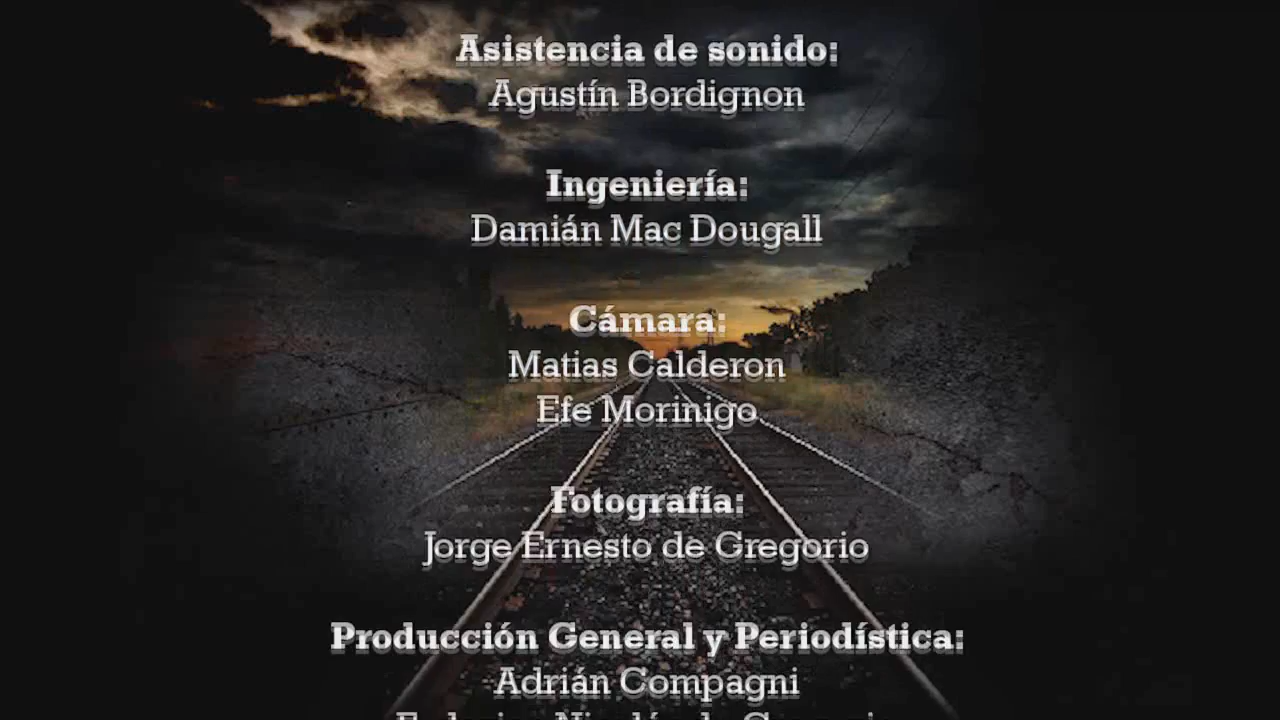 Asistencia de sonido:
Agustín Bordignon
Ingeniería:
Damián Mac Dougall
Cámara:
Matias Calderon
Efe Morinigo
Fotografía:
Jorge Ernesto de Gregorio
Producción General y Periodística:
Adrián Compagni